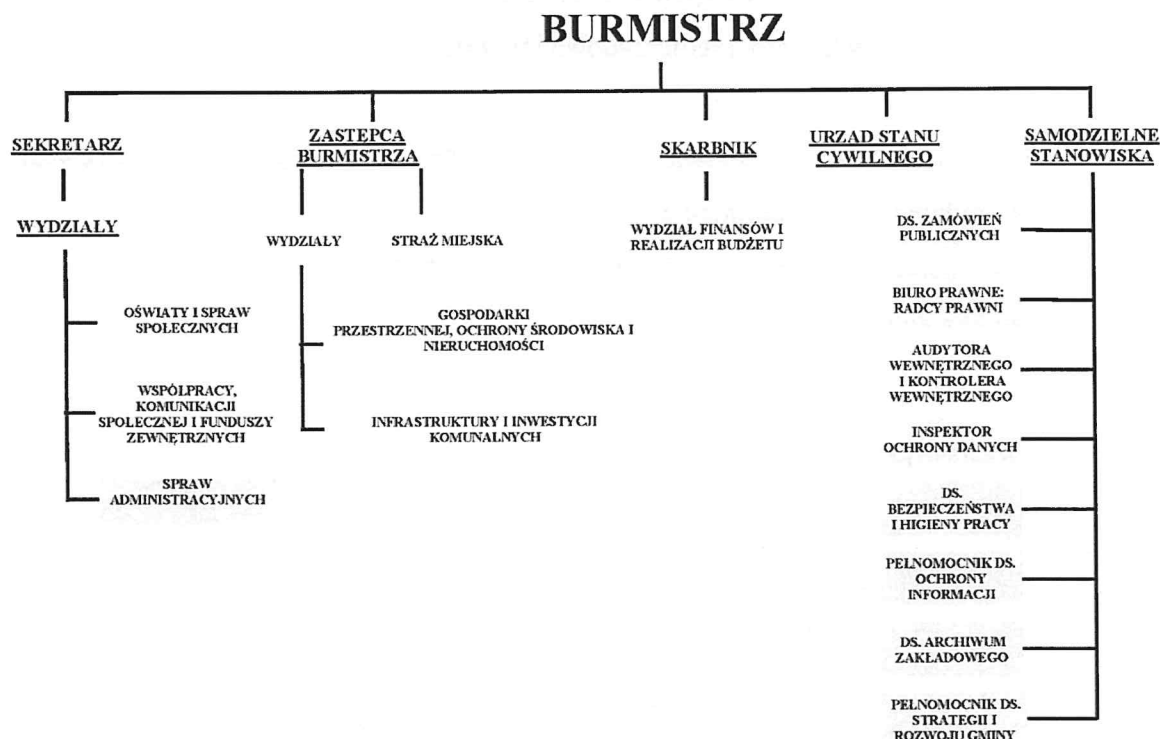 BURMISTRZ
SEKRETARZ
WYDZIAŁY
OŚWIATY I SPRAW
SPOŁECZNYCH
WSPÓŁPRACY,
KOMUNIKACJI
SPOŁECZNEJ I FUNDUSZY
ZEWNĘTRZNYCH
SPRAW
ADMINISTRACYJNYCH
ZASTĘPCA
BURMISTRZA
WYDZIAŁY
STRAŻ MIEJSKA
GOSPODARKI
PRZESTRZENNEJ, OCHRONY ŚRODOWISKA I
NIERUCHOMOŚCI
INFRASTRUKTURY I INWESTYCJI
KOMUNALNYCH
SKARBNIK
WYDZIAŁ FINANSÓW I
REALIZACJI BUDŻETU
URZAD STANU
CYWILNEGO
SAMODZIELNE
STANOWISKA
DS. ZAMÓWIEŃ
PUBLICZNYCH
BIURO PRAWNE:
RADCY PRAWNI
AUDYTORA
WEWNĘTRZNEGO
I KONTROLERA
WEWNĘTRZNEGO
INSPEKTOR
OCHRONY DANYCH
DS.
BEZPIECZEŃSTWA
I HIGIENY PRACY
PEŁNOMOCNIK DS.
OCHRONY
INFORMACJI
DS. ARCHIWUM
ZAKŁADOWEGO
PEŁNOMOCNIK DS.
STRATEGII I
ROZWOJU GMINY